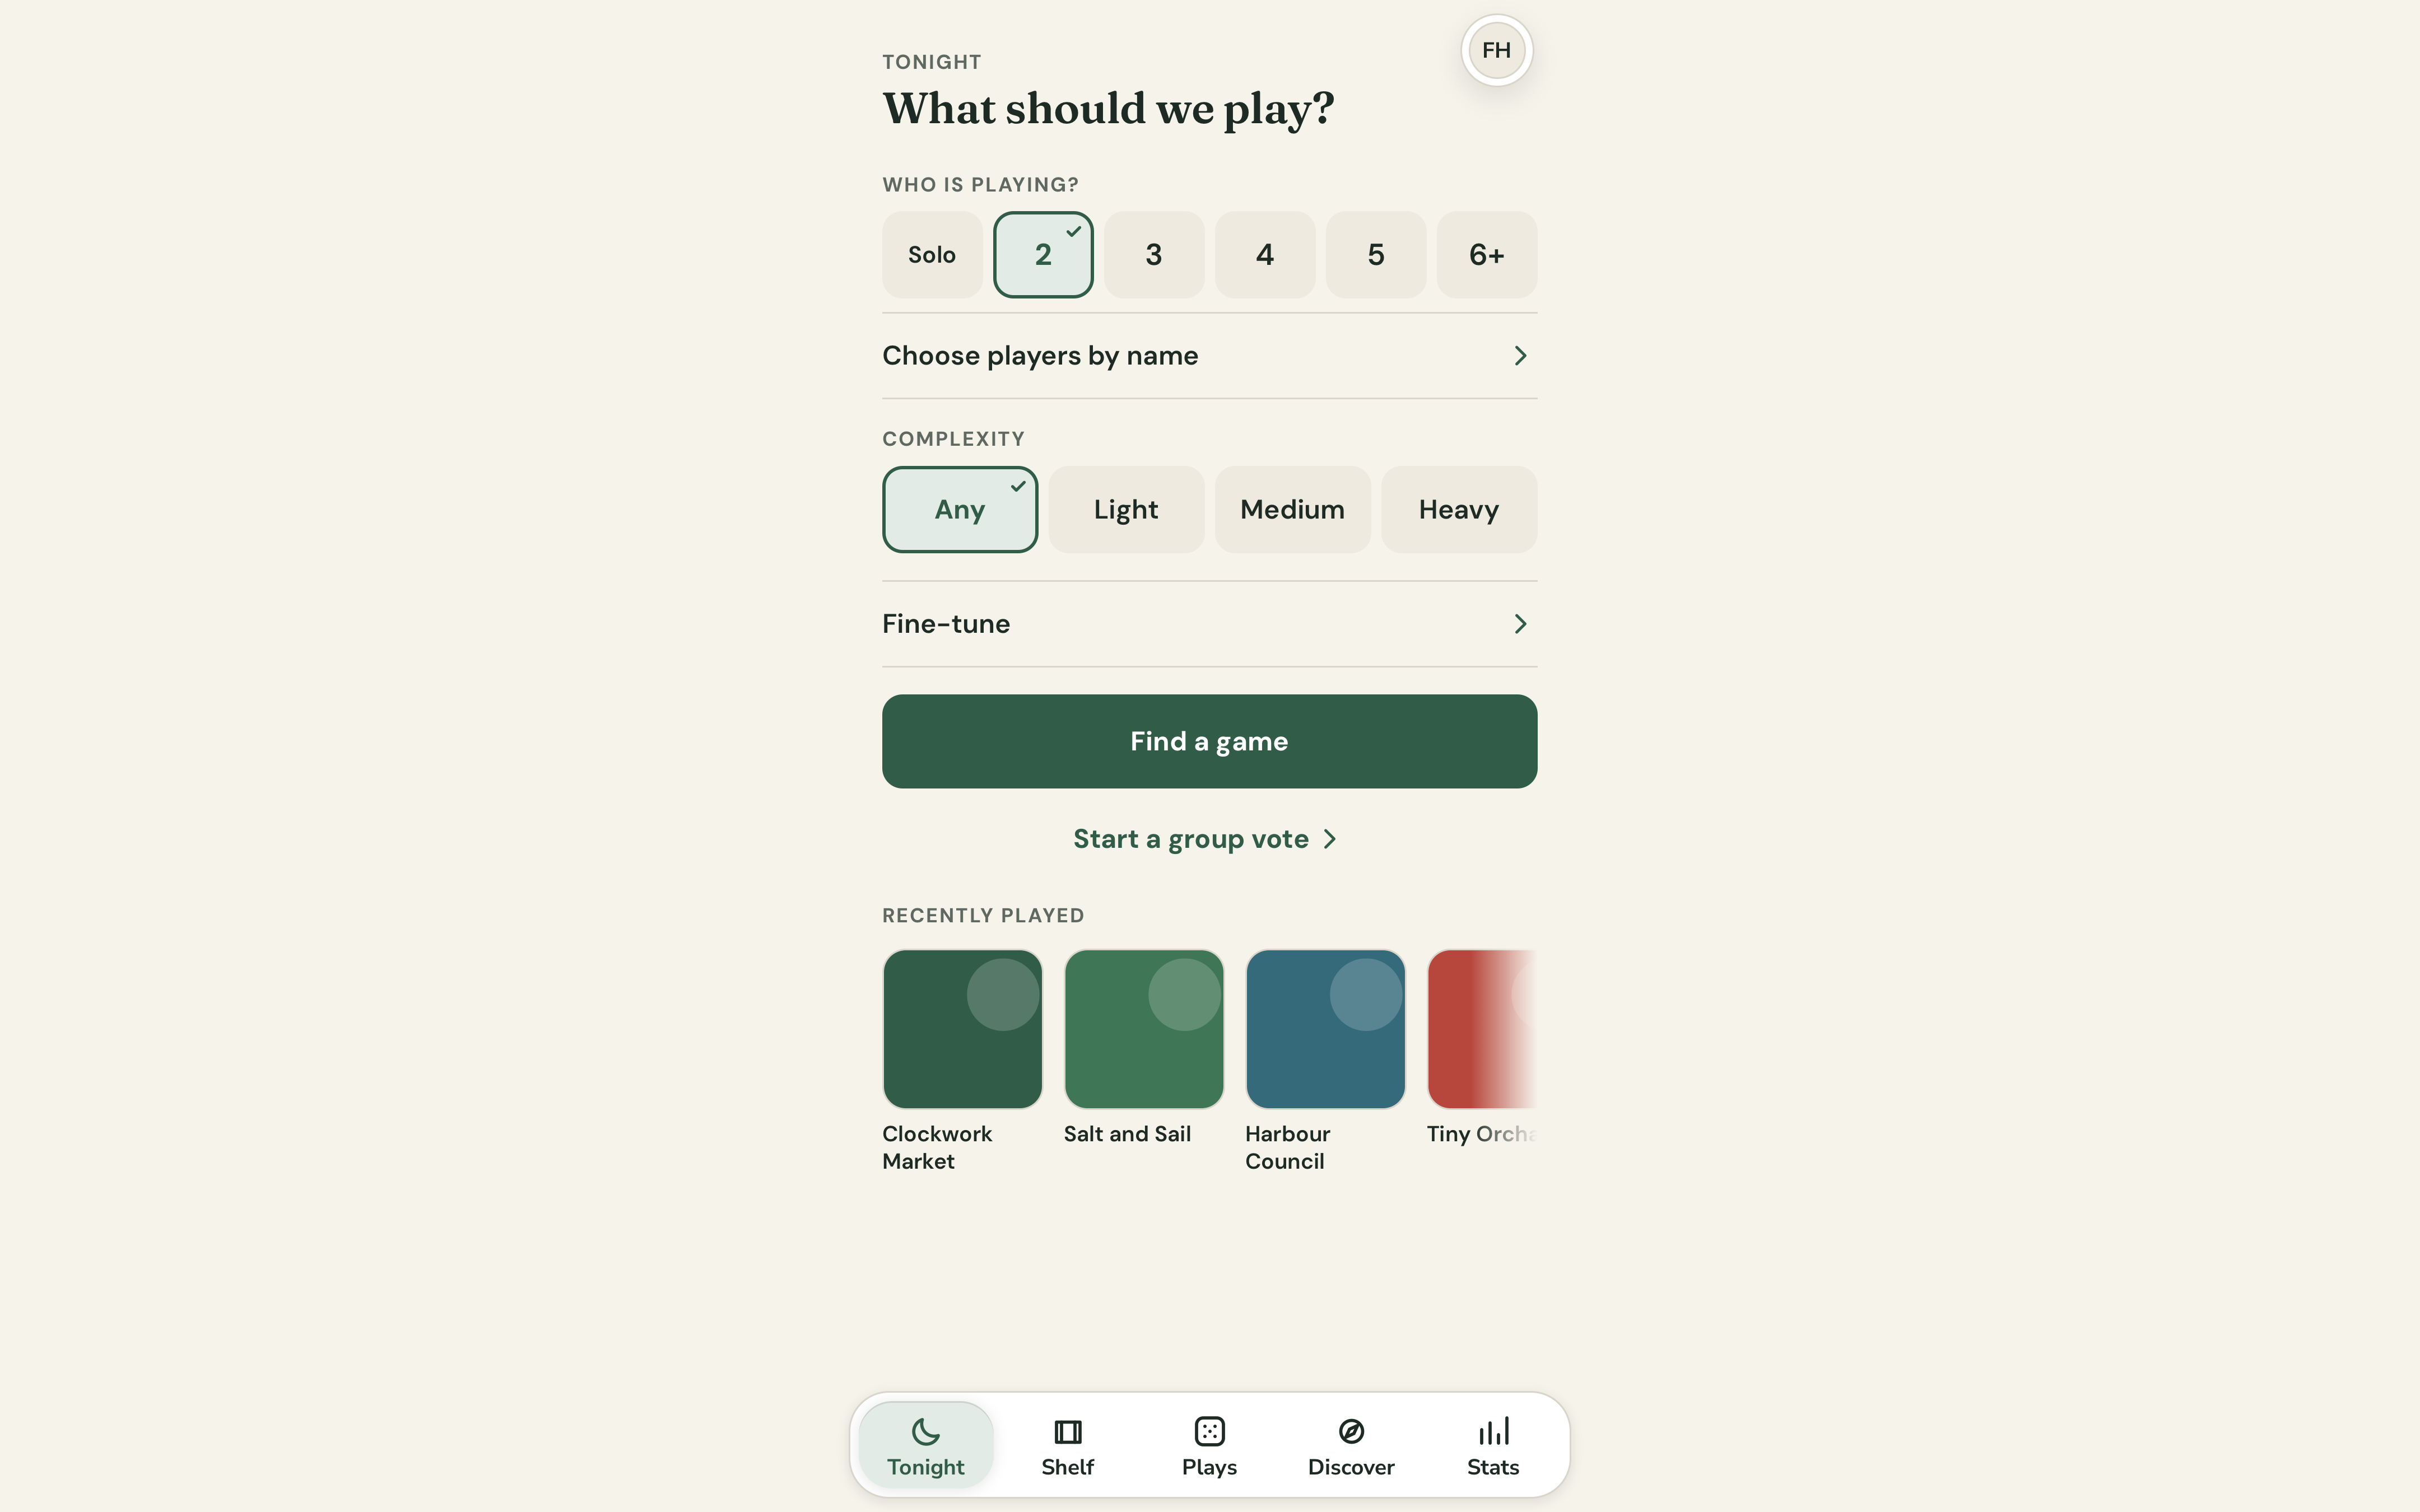 TONIGHT
FH
What should we play?
WHO IS PLAYING?
Solo
2
3
4
5
6+
Choose players by name
COMPLEXITY
Any
Light
Medium
Heavy
Fine-tune
Find a game
Start a group vote
RECENTLY PLAYED
Clockwork
Market
Salt and Sail
Harbour
Council
Tiny
Tonight
Shelf
Plays
Discover
Stats